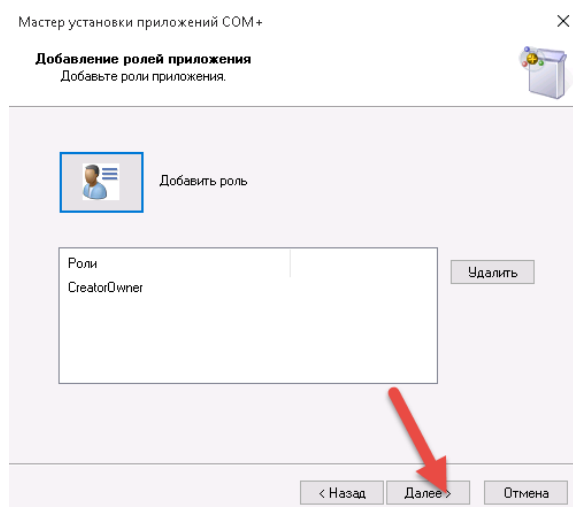 Мастер установки приложений COM+
Добавление ролей приложения
Добавьте роли приложения.
Добавить роль
Роли
Удалить
CreatorOwner
< Назад
Далее >
Отмена